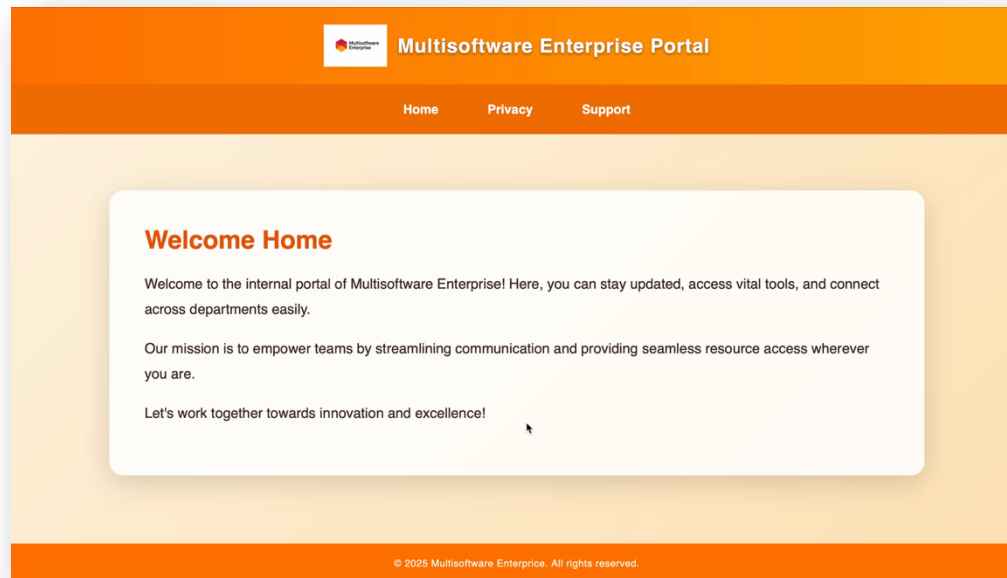 Multisoftware
Enterprise
Multisoftware Enterprise Portal
Home Privacy Support
Welcome Home
Welcome to the internal portal of Multisoftware Enterprise! Here, you can stay updated, access vital tools, and connect
across departments easily.
Our mission is to empower teams by streamlining communication and providing seamless resource access wherever
you are.
Let's work together towards innovation and excellence!
© 2025 Multisoftware Enterprice. All rights reserved.